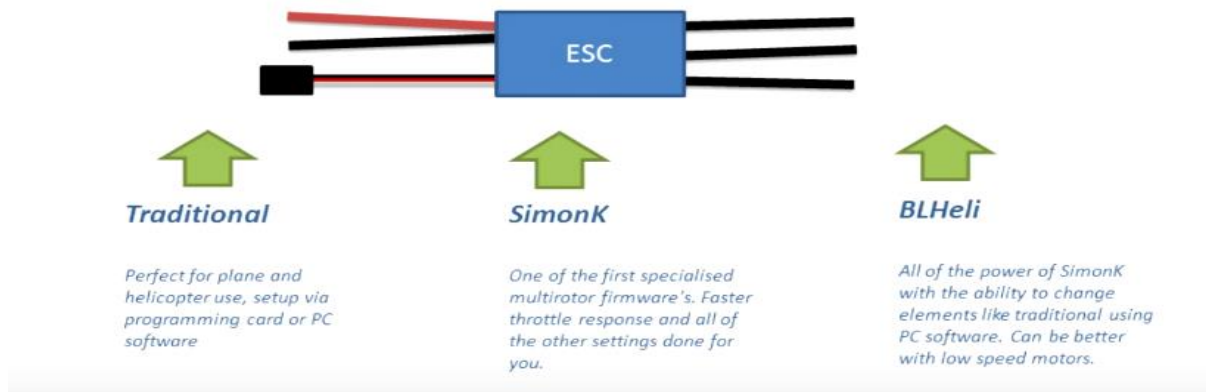 ESC
Traditional
Perfect for plane and
helicopter use, setup via
programming card or PC
software
SimonK
One of the first specialised
multirotor firmware's. Faster
throttle response and all of
the other settings done for
you.
BLHeli
All of the power of SimonK
with the ability to change
elements like traditional using
PC software. Can be better
with low speed motors.